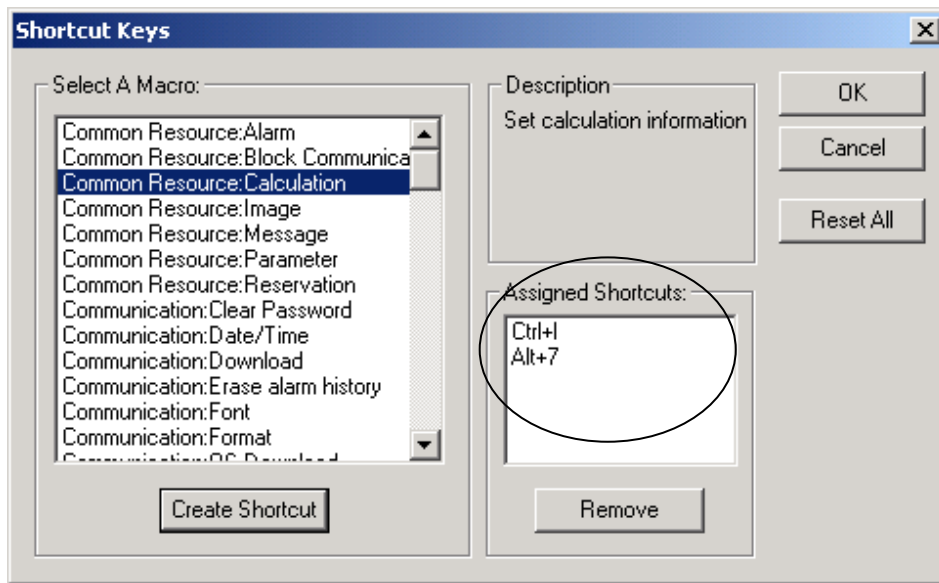 Shortcut Keys
Select A Macro:
Common Resource:Alarm
Common Resource:Block Communica
Common Resource:Calculation
Common Resource:Image
Common Resource:Message
Common Resource:Parameter
Common Resource:Reservation
Communication:Clear Password
Communication:Date/Time
Communication:Download
Communication:Erase alarm history
Communication:Font
Communication:Format
Communication:OS Download
Create Shortcut
Description
Set calculation information
Assigned Shortcuts:
Ctrl+I
Alt+7
Remove
OK
Cancel
Reset All